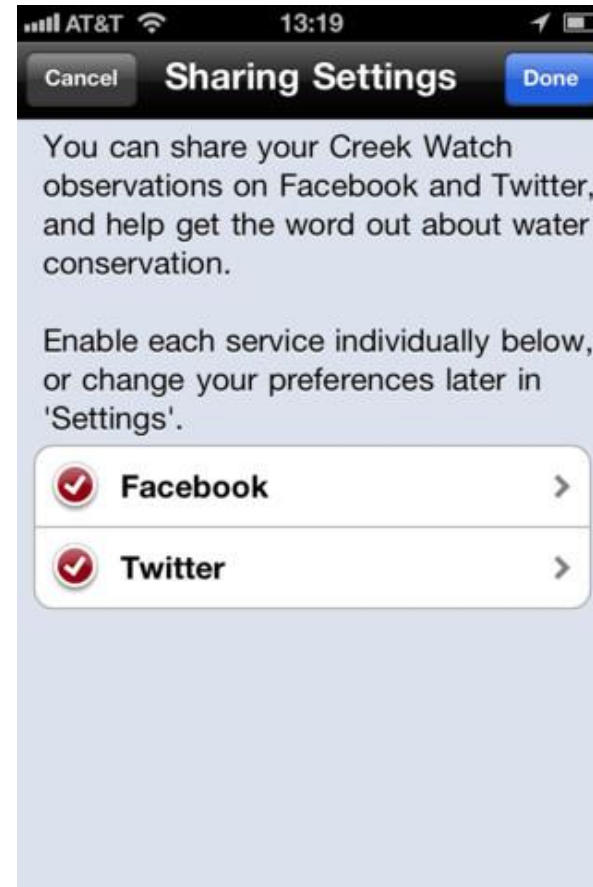 AT&T 13:19
Cancel Sharing Settings Done
You can share your Creek Watch
observations on Facebook and Twitter,
and help get the word out about water
conservation.
Enable each service individually below,
or change your preferences later in
'Settings'.
Facebook
Twitter